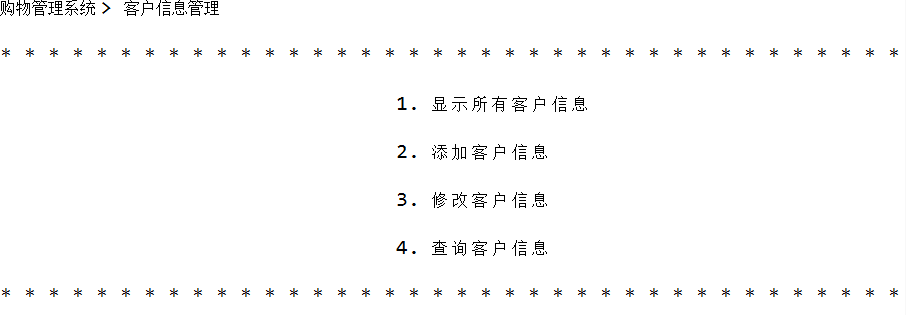 购物管理系统 > 客户信息管理
* * * * * * * * * * * * * * * * * * * * * * * * * * * * * * * * * * * * * *
1. 显示所有客户信息
2. 添加客户信息
3. 修改客户信息
4. 查询客户信息
* * * * * * * * * * * * * * * * * * * * * * * * * * * * * * * * * * * * * *